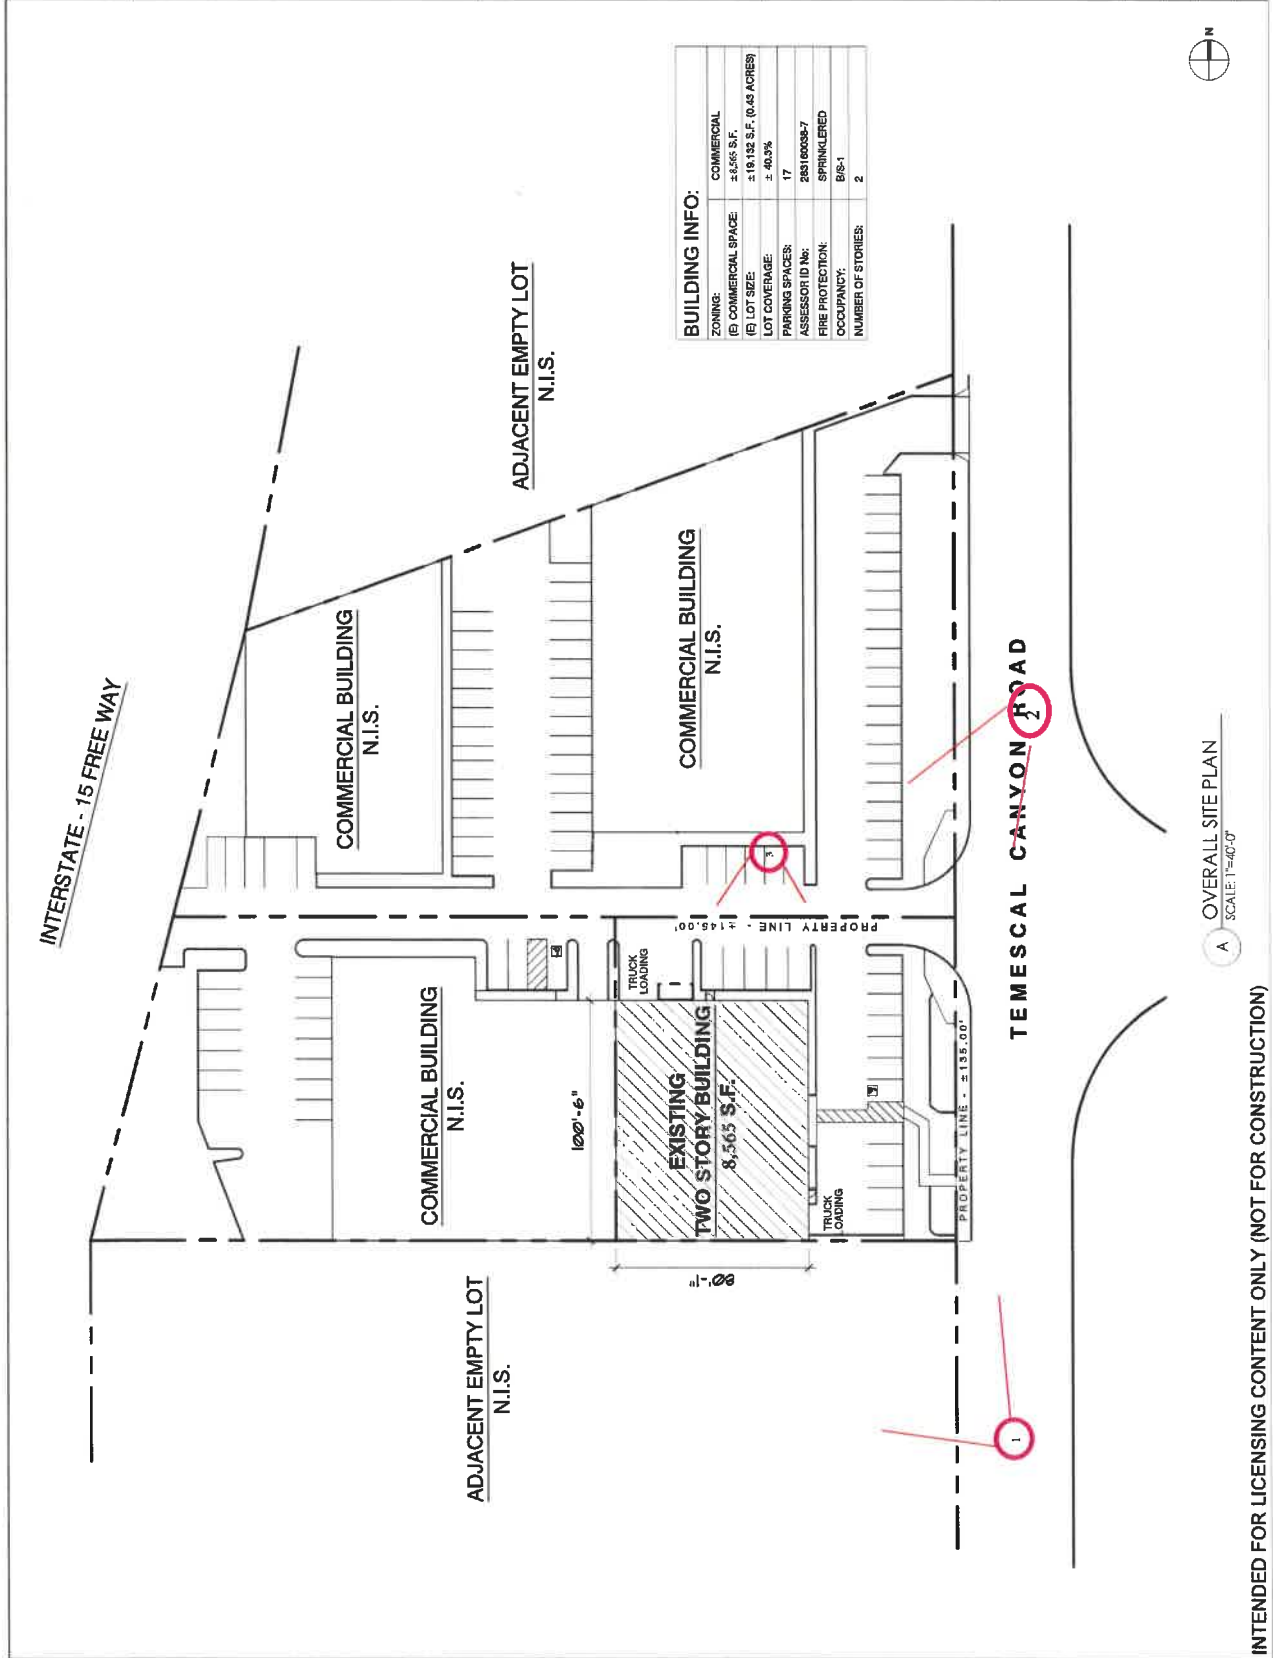 INTERSTATE - 15 FREE WAY
ADJACENT EMPTY LOT
N.I.S.
COMMERCIAL BUILDING
N.I.S.
COMMERCIAL BUILDING
N.I.S.
COMMERCIAL BUILDING
N.I.S.
ADJACENT EMPTY LOT
N.I.S.
BUILDING INFO:
ZONING: COMMERCIAL
(E) COMMERCIAL SPACE: ±8,565 S.F.
(E) LOT SIZE: ±19,132 S.F. (0.43 ACRES)
LOT COVERAGE: ± 40.3%
PARKING SPACES: 17
ASSESSOR ID No: 283160038-7
FIRE PROTECTION: SPRINKLERED
OCCUPANCY: B/S-1
NUMBER OF STORIES: 2
100'-6"
80'-1"
EXISTING
TWO STORY BUILDING
8,565 S.F.
TRUCK
LOADING
TRUCK
LOADING
PROPERTY LINE - ±145.00'
PROPERTY LINE - ±135.00'
3
2
1
TEMESCAL CANYON ROAD
A
OVERALL SITE PLAN
SCALE: 1"=40'-0"
N
INTENDED FOR LICENSING CONTENT ONLY (NOT FOR CONSTRUCTION)